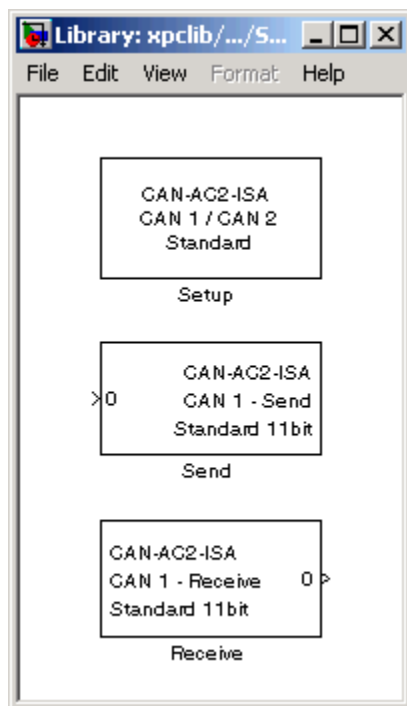 Library: xpclib/.../S...
File Edit View Format Help
CAN-AC2-ISA
CAN 1 / CAN 2
Standard
Setup
>0 CAN-AC2-ISA
CAN 1 - Send
Standard 11bit
Send
CAN-AC2-ISA
CAN 1 - Receive 0 >
Standard 11bit
Receive